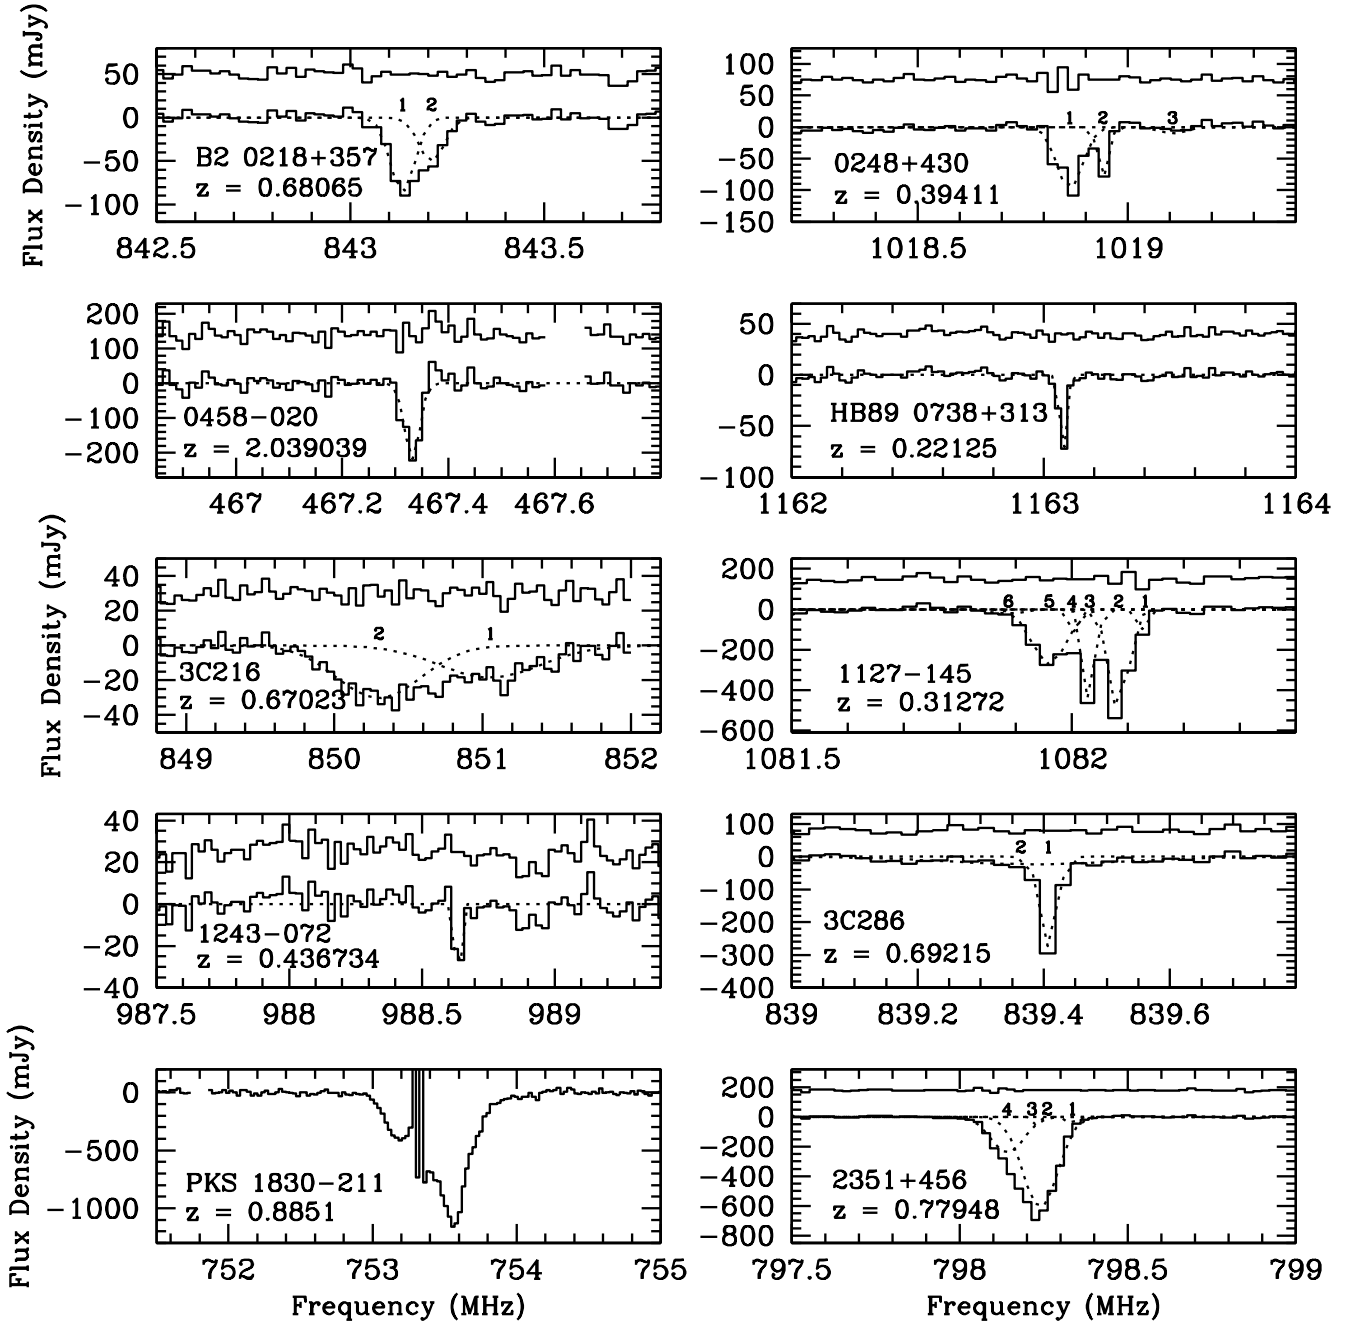 Flux Density (mJy)
50
0
−50
−100
1 2
B2 0218+357
z = 0.68065
842.5 843 843.5
100
50
0
−50
−100
−150
1 2 3
0248+430
z = 0.39411
1018.5 1019
200
100
0
−100
−200
0458−020
z = 2.039039
467 467.2 467.4 467.6
50
0
−50
−100
HB89 0738+313
z = 0.22125
1162 1163 1164
Flux Density (mJy)
40
20
0
−20
−40
2 1
3C216
z = 0.67023
849 850 851 852
200
0
−200
−400
−600
6 5 4 3 2 1
1127−145
z = 0.31272
1081.5 1082
40
20
0
−20
−40
1243−072
z = 0.436734
987.5 988 988.5 989
100
0
−100
−200
−300
−400
2 1
3C286
z = 0.69215
839 839.2 839.4 839.6
Flux Density (mJy)
0
−500
−1000
PKS 1830−211
z = 0.8851
752 753 754 755
Frequency (MHz)
200
0
−200
−400
−600
−800
4 3 2 1
2351+456
z = 0.77948
797.5 798 798.5 799
Frequency (MHz)